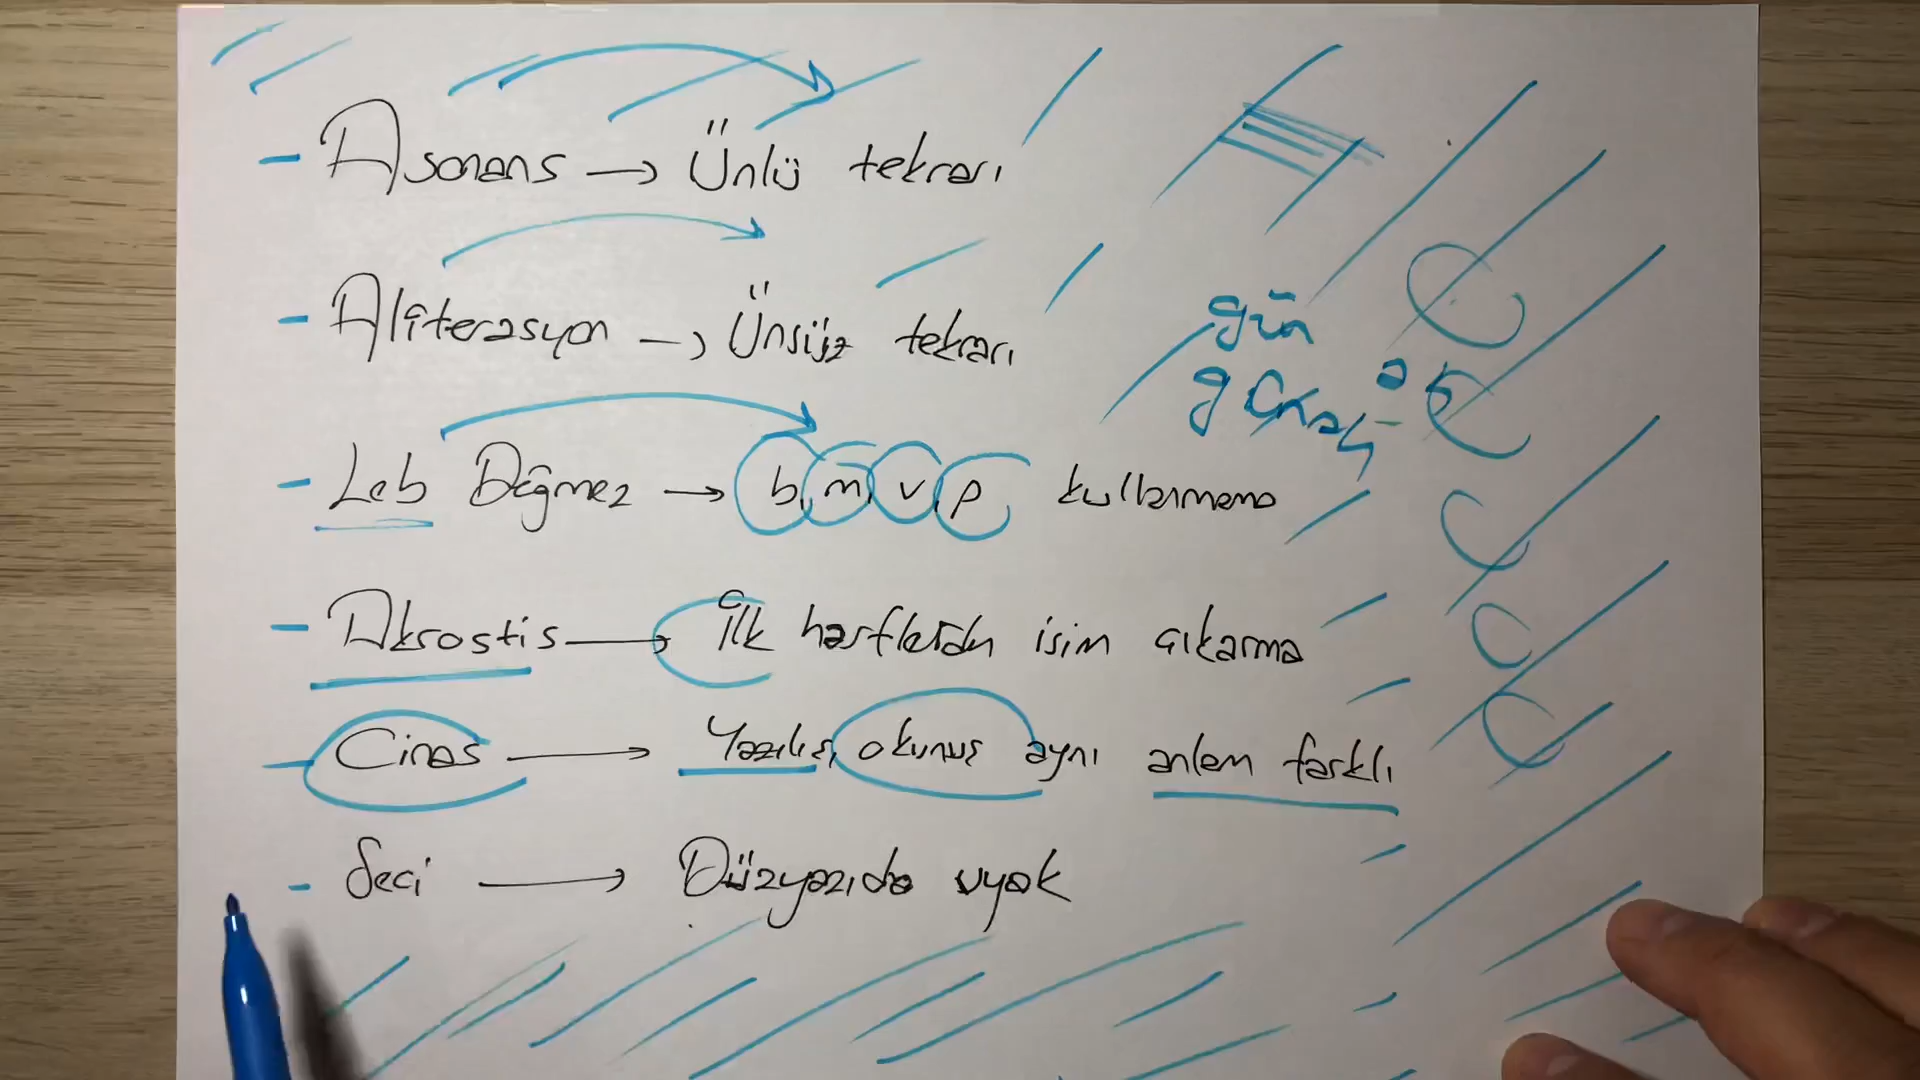 - Asonans → Ünlü tekrarı
- Aliterasyon → Ünsüz tekrarı
gün
- Leb Değmez → b, m, v, p kullanmama
- Akrostiş → İlk harflerden isim çıkarma
- Cinas → Yazılış, okunuş aynı anlam farklı
- Seci → Düzyazıda uyak